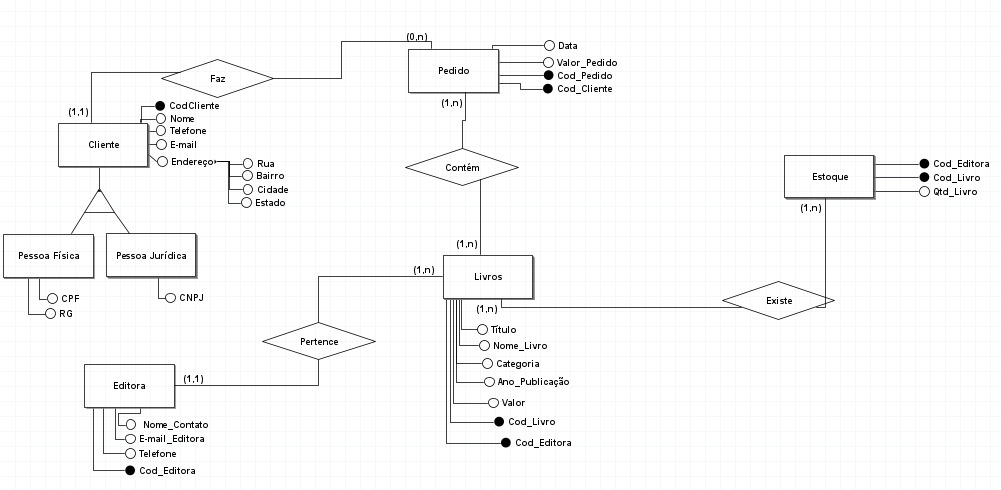 (0,n)
Data
Faz
Pedido
Valor_Pedido
Cod_Pedido
Cod_Cliente
(1,1)
CodCliente
Nome
Telefone
E-mail
Endereço
Cliente
Rua
Bairro
Cidade
Estado
(1,n)
Contém
Estoque
Cod_Editora
Cod_Livro
Qtd_Livro
(1,n)
(1,n)
Pessoa Física
Pessoa Jurídica
CPF
RG
CNPJ
(1,n)
Livros
(1,n)
Existe
Título
Nome_Livro
Categoria
Ano_Publicação
Valor
Cod_Livro
Cod_Editora
Pertence
Editora
(1,1)
Nome_Contato
E-mail_Editora
Telefone
Cod_Editora